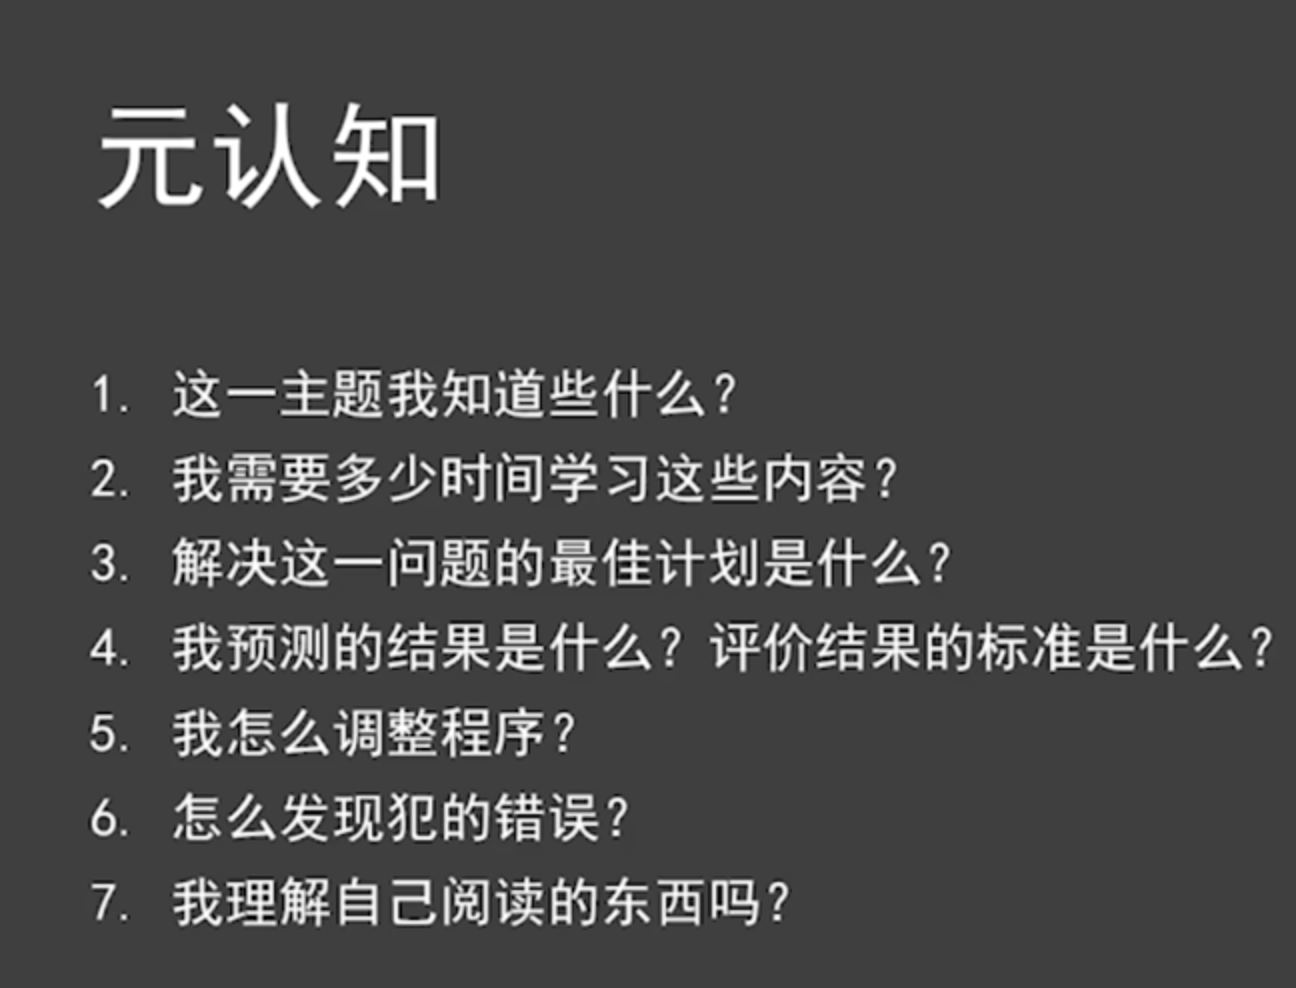 元认知
1. 这一主题我知道些什么？
2. 我需要多少时间学习这些内容？
3. 解决这一问题的最佳计划是什么？
4. 我预测的结果是什么？评价结果的标准是什么？
5. 我怎么调整程序？
6. 怎么发现犯的错误？
7. 我理解自己阅读的东西吗？